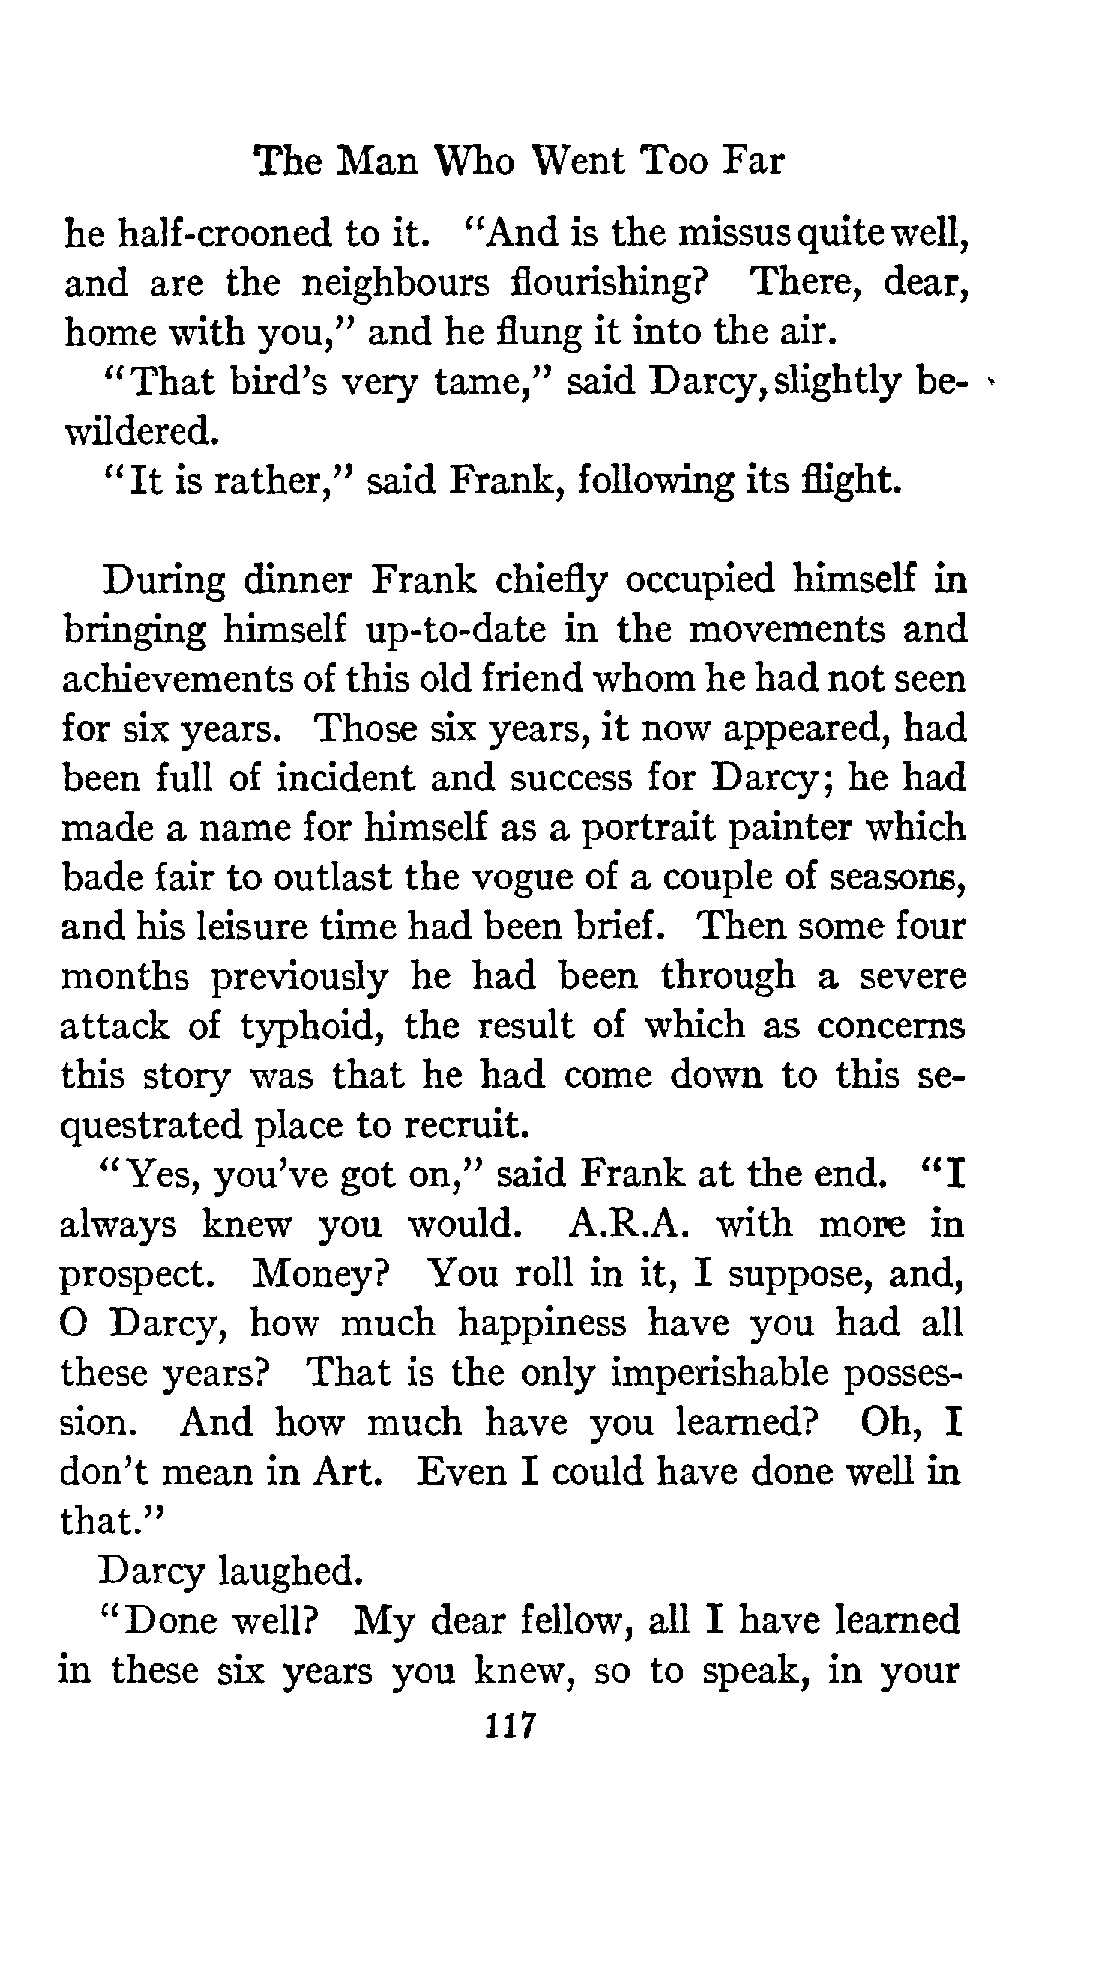 The Man Who Went Too Far
he half-crooned to it. "And is the missus quite well,
and are the neighbours flourishing? There, dear,
home with you," and he flung it into the air.
"That bird's very tame," said Darcy, slightly be-
wildered.
"It is rather," said Frank, following its flight.
During dinner Frank chiefly occupied himself in
bringing himself up-to-date in the movements and
achievements of this old friend whom he had not seen
for six years. Those six years, it now appeared, had
been full of incident and success for Darcy; he had
made a name for himself as a portrait painter which
bade fair to outlast the vogue of a couple of seasons,
and his leisure time had been brief. Then some four
months previously he had been through a severe
attack of typhoid, the result of which as concerns
this story was that he had come down to this se-
questrated place to recruit.
"Yes, you've got on," said Frank at the end. "I
always knew you would. A.R.A. with more in
prospect. Money? You roll in it, I suppose, and,
O Darcy, how much happiness have you had all
these years? That is the only imperishable posses-
sion. And how much have you learned? Oh, I
don't mean in Art. Even I could have done well in
that."
Darcy laughed.
"Done well? My dear fellow, all I have learned
in these six years you knew, so to speak, in your
117